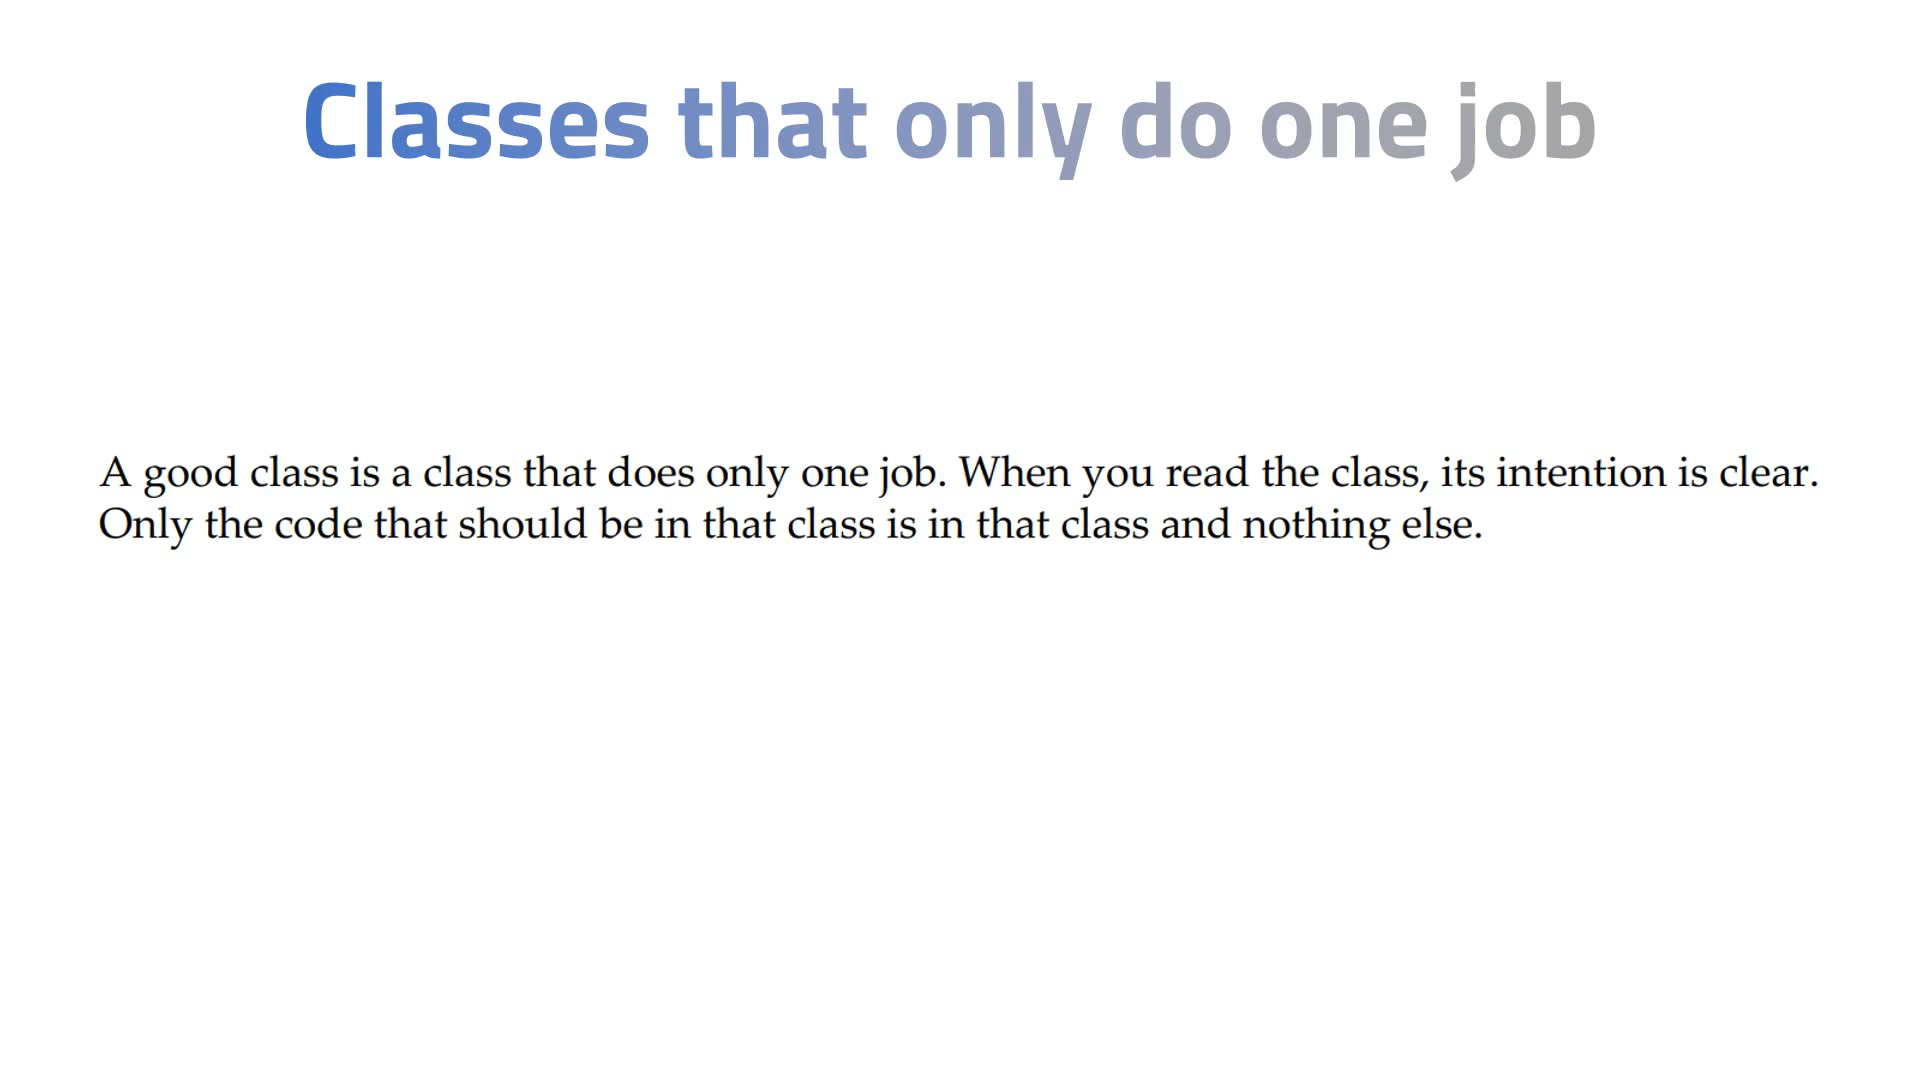 Classes that only do one job
A good class is a class that does only one job. When you read the class, its intention is clear.
Only the code that should be in that class is in that class and nothing else.